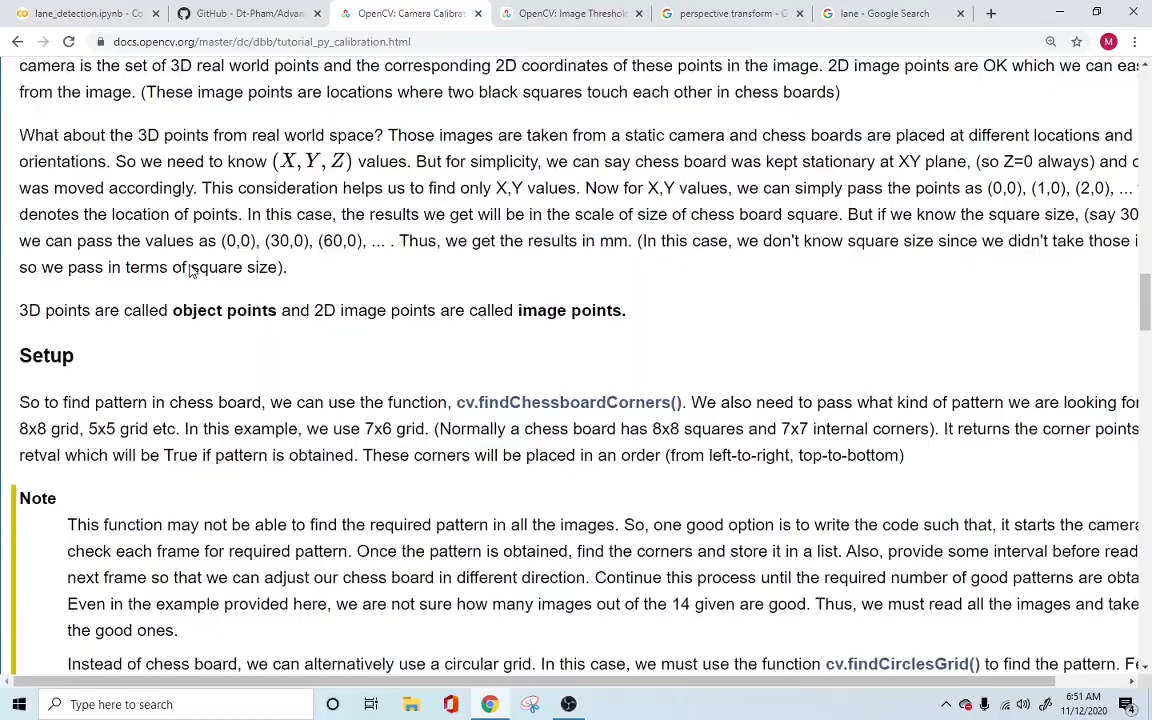 lane_detection.ipynb - Co
GitHub - Dt-Pham/Advan
OpenCV: Camera Calibrat
OpenCV: Image Threshol
perspective transform - G
lane - Google Search
docs.opencv.org/master/dc/dbb/tutorial_py_calibration.html
M
camera is the set of 3D real world points and the corresponding 2D coordinates of these points in the image. 2D image points are OK which we can eas
from the image. (These image points are locations where two black squares touch each other in chess boards)
What about the 3D points from real world space? Those images are taken from a static camera and chess boards are placed at different locations and
orientations. So we need to know (X, Y, Z) values. But for simplicity, we can say chess board was kept stationary at XY plane, (so Z=0 always) and c
was moved accordingly. This consideration helps us to find only X,Y values. Now for X,Y values, we can simply pass the points as (0,0), (1,0), (2,0), ...
denotes the location of points. In this case, the results we get will be in the scale of size of chess board square. But if we know the square size, (say 30
we can pass the values as (0,0), (30,0), (60,0), ... . Thus, we get the results in mm. (In this case, we don't know square size since we didn't take those i
so we pass in terms of square size).
3D points are called object points and 2D image points are called image points.
Setup
So to find pattern in chess board, we can use the function, cv.findChessboardCorners(). We also need to pass what kind of pattern we are looking for
8x8 grid, 5x5 grid etc. In this example, we use 7x6 grid. (Normally a chess board has 8x8 squares and 7x7 internal corners). It returns the corner points
retval which will be True if pattern is obtained. These corners will be placed in an order (from left-to-right, top-to-bottom)
Note
This function may not be able to find the required pattern in all the images. So, one good option is to write the code such that, it starts the camera
check each frame for required pattern. Once the pattern is obtained, find the corners and store it in a list. Also, provide some interval before read
next frame so that we can adjust our chess board in different direction. Continue this process until the required number of good patterns are obta
Even in the example provided here, we are not sure how many images out of the 14 given are good. Thus, we must read all the images and take
the good ones.
Instead of chess board, we can alternatively use a circular grid. In this case, we must use the function cv.findCirclesGrid() to find the pattern. Fe
Type here to search
6:51 AM
11/12/2020
4